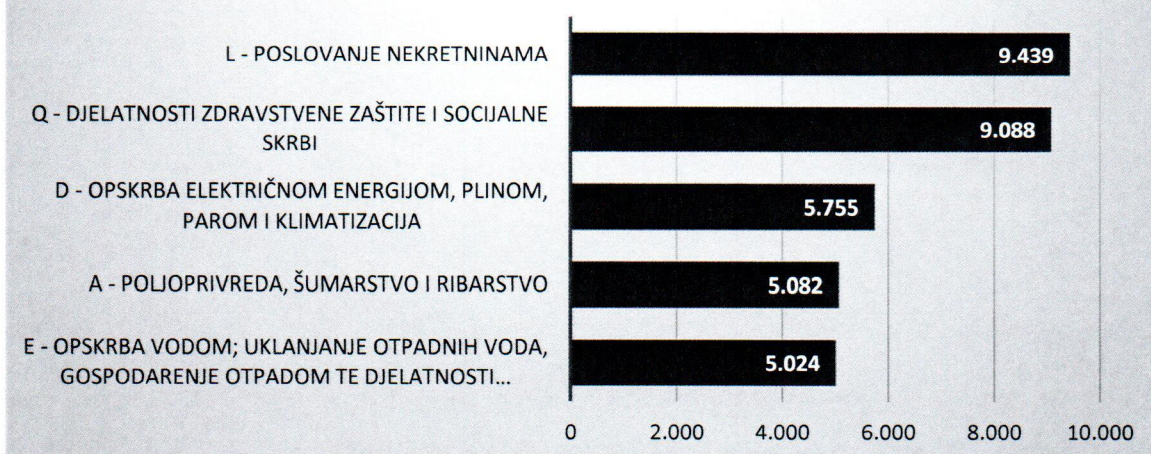 L - POSLOVANJE NEKRETNINAMA
9.439
Q - DJELATNOSTI ZDRAVSTVENE ZAŠTITE I SOCIJALNE
SKRBI
9.088
D - OPSKRBA ELEKTRIČNOM ENERGIJOM, PLINOM,
PAROM I KLIMATIZACIJA
5.755
A - POLJOPRIVREDA, ŠUMARSTVO I RIBARSTVO
5.082
E - OPSKRBA VODOM; UKLANJANJE OTPADNIH VODA,
GOSPODARENJE OTPADOM TE DJELATNOSTI...
5.024
0 2.000 4.000 6.000 8.000 10.000